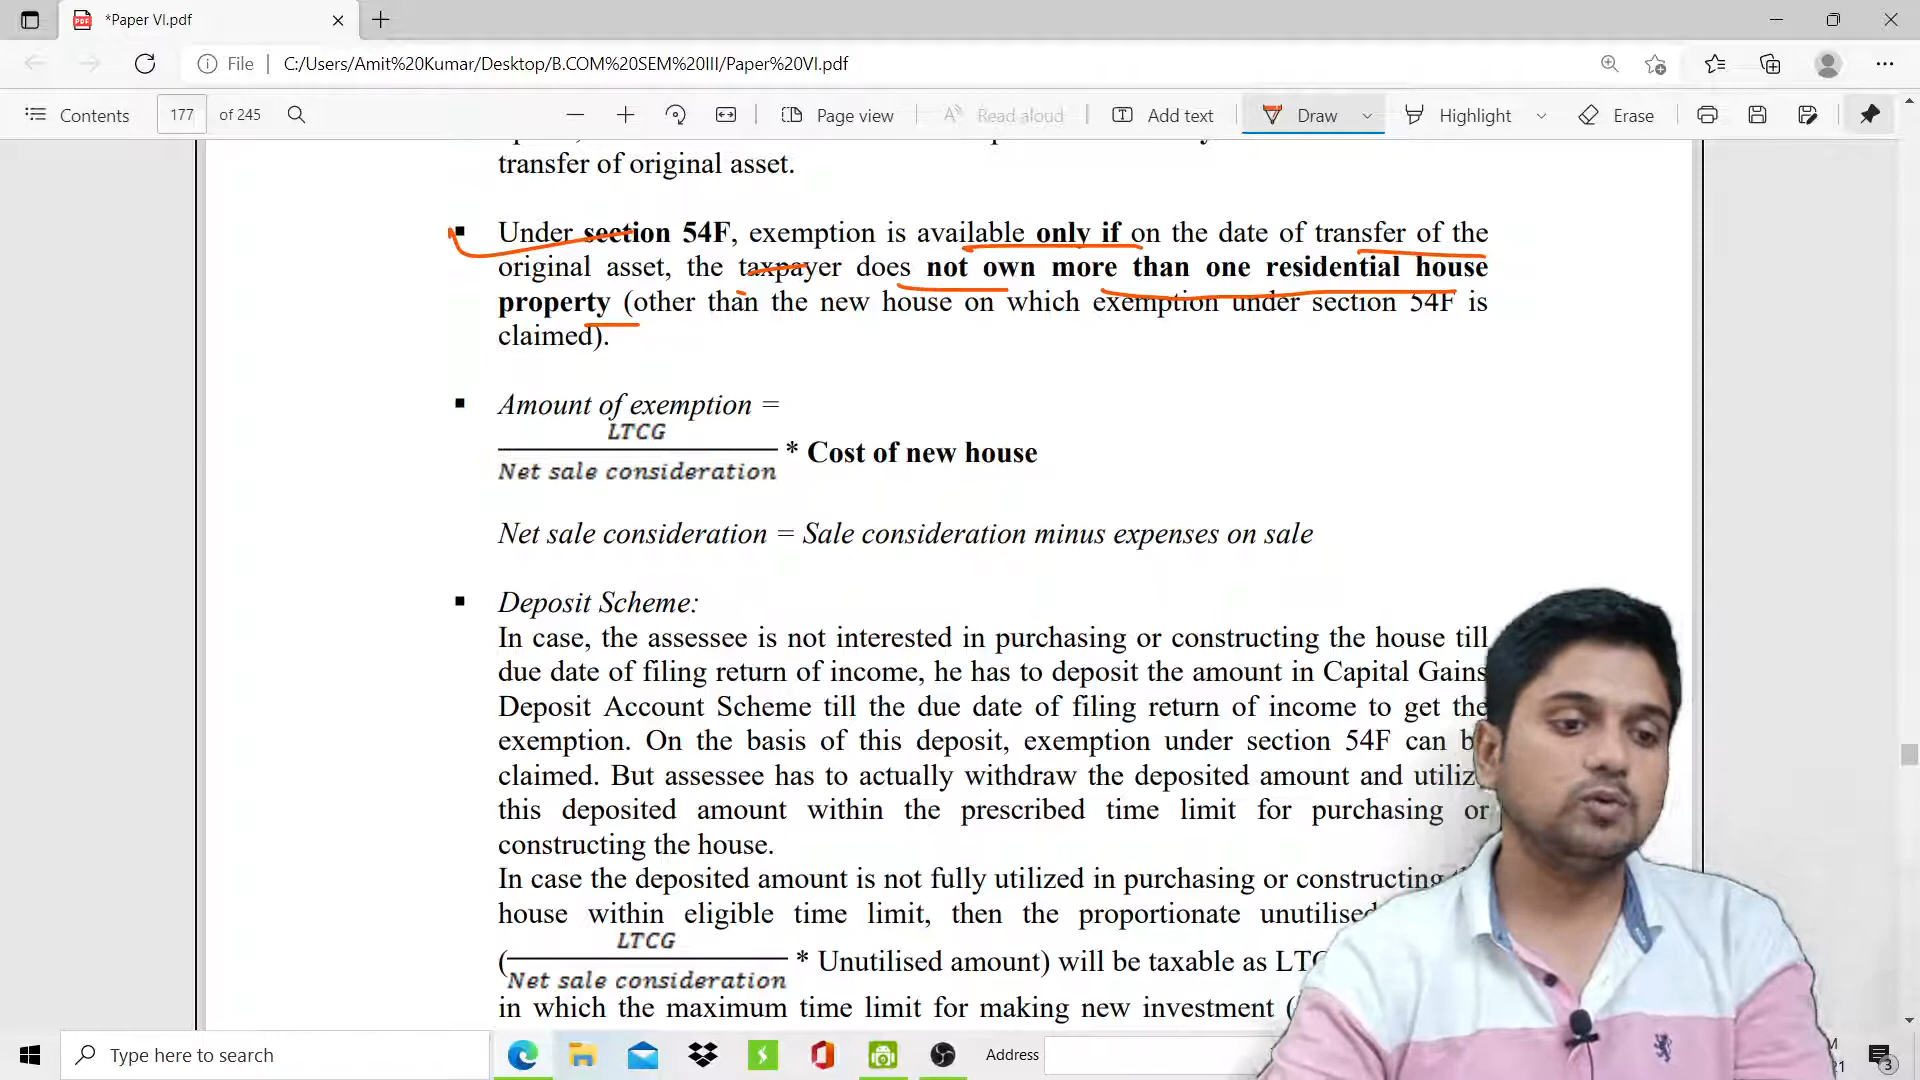 *Paper VI.pdf
File
C:/Users/Amit%20Kumar/Desktop/B.COM%20SEM%20III/Paper%20VI.pdf
Contents 177 of 245 Page view Read aloud Add text Draw Highlight Erase
transfer of original asset.
▪ Under section 54F, exemption is available only if on the date of transfer of the
original asset, the taxpayer does not own more than one residential house
property (other than the new house on which exemption under section 54F is
claimed).
▪ Amount of exemption =
LTCG
* Cost of new house
Net sale consideration
Net sale consideration = Sale consideration minus expenses on sale
▪ Deposit Scheme:
In case, the assessee is not interested in purchasing or constructing the house till
due date of filing return of income, he has to deposit the amount in Capital Gains
Deposit Account Scheme till the due date of filing return of income to get the
exemption. On the basis of this deposit, exemption under section 54F can b
claimed. But assessee has to actually withdraw the deposited amount and utiliz
this deposited amount within the prescribed time limit for purchasing or
constructing the house.
In case the deposited amount is not fully utilized in purchasing or constructing
house within eligible time limit, then the proportionate unutilised
LTCG
( * Unutilised amount) will be taxable as LTC
Net sale consideration
in which the maximum time limit for making new investment (
Type here to search
Address
M
21
3